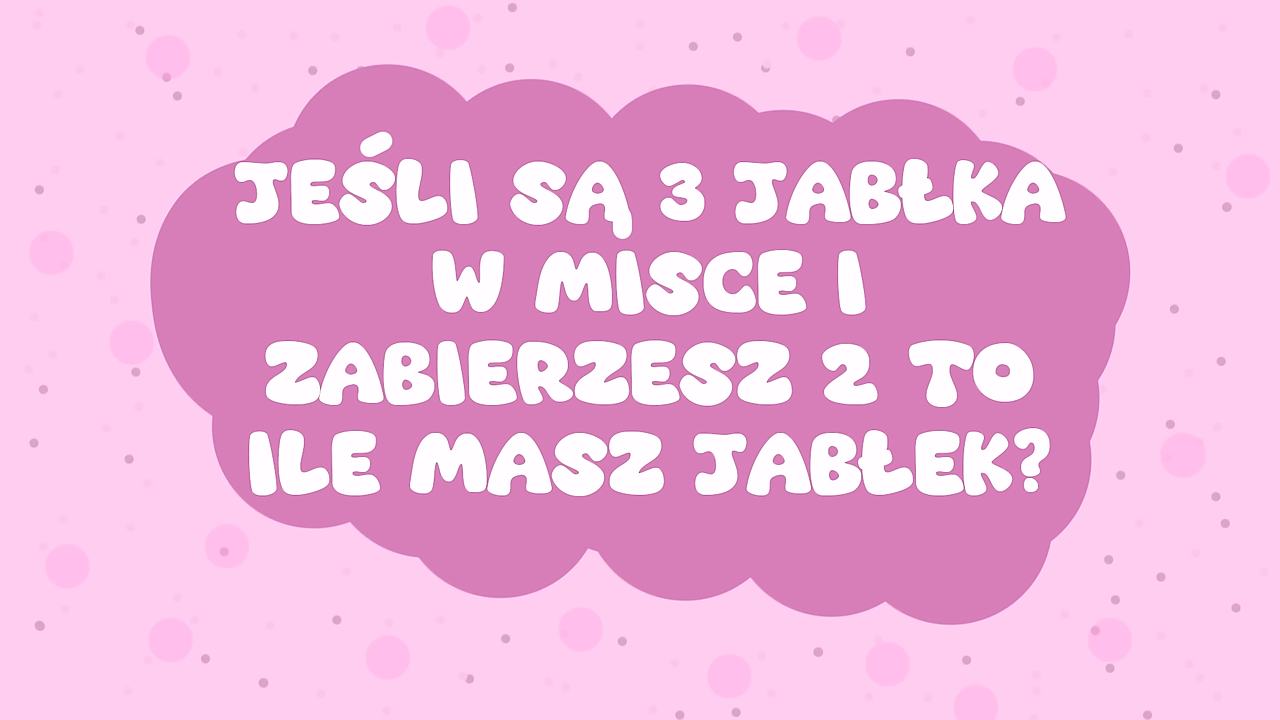 JEŚLI SĄ 3 JABŁKA
W MISCE I
ZABIERZESZ 2 TO
ILE MASZ JABŁEK?